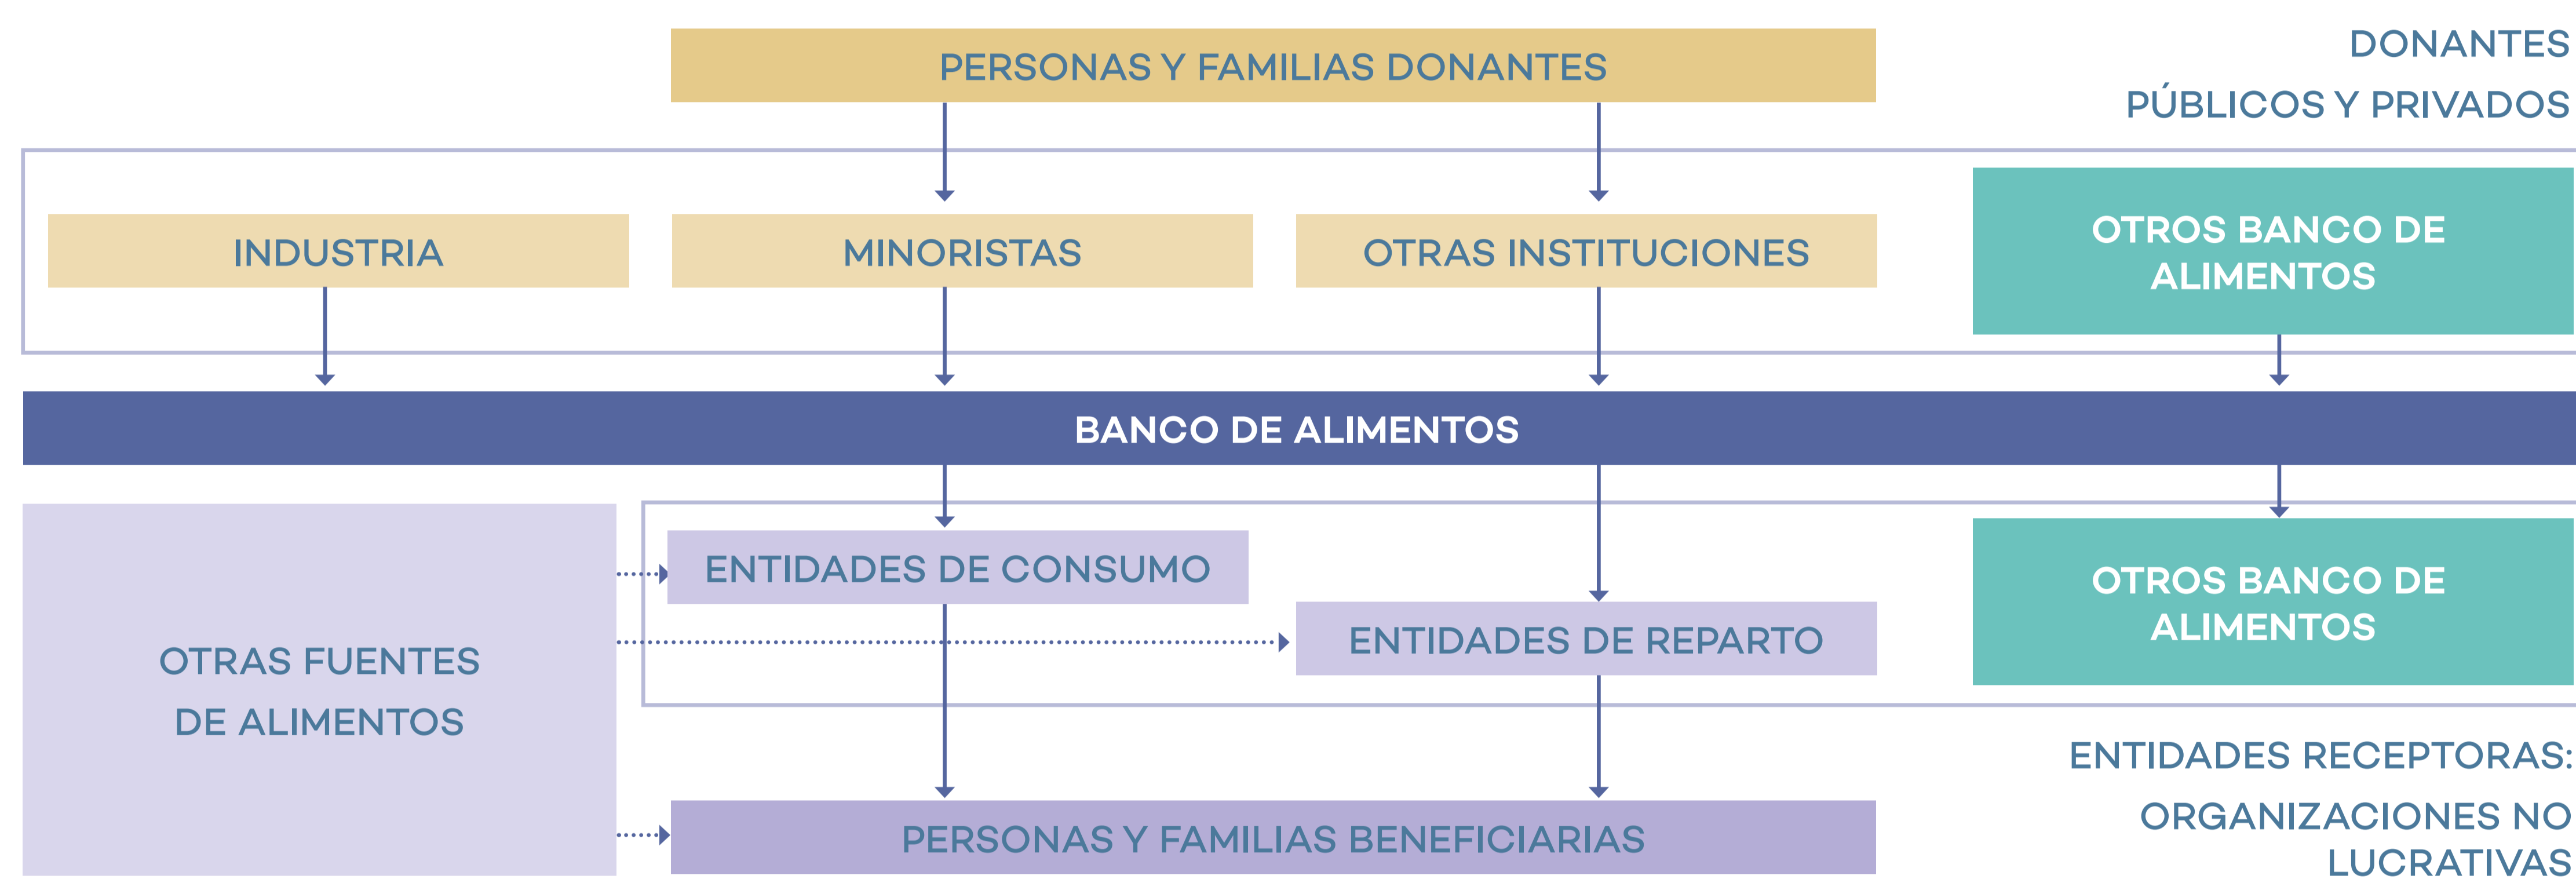 PERSONAS Y FAMILIAS DONANTES
DONANTES
PÚBLICOS Y PRIVADOS
INDUSTRIA
MINORISTAS
OTRAS INSTITUCIONES
OTROS BANCO DE
ALIMENTOS
BANCO DE ALIMENTOS
OTRAS FUENTES
DE ALIMENTOS
ENTIDADES DE CONSUMO
ENTIDADES DE REPARTO
OTROS BANCO DE
ALIMENTOS
PERSONAS Y FAMILIAS BENEFICIARIAS
ENTIDADES RECEPTORAS:
ORGANIZACIONES NO
LUCRATIVAS